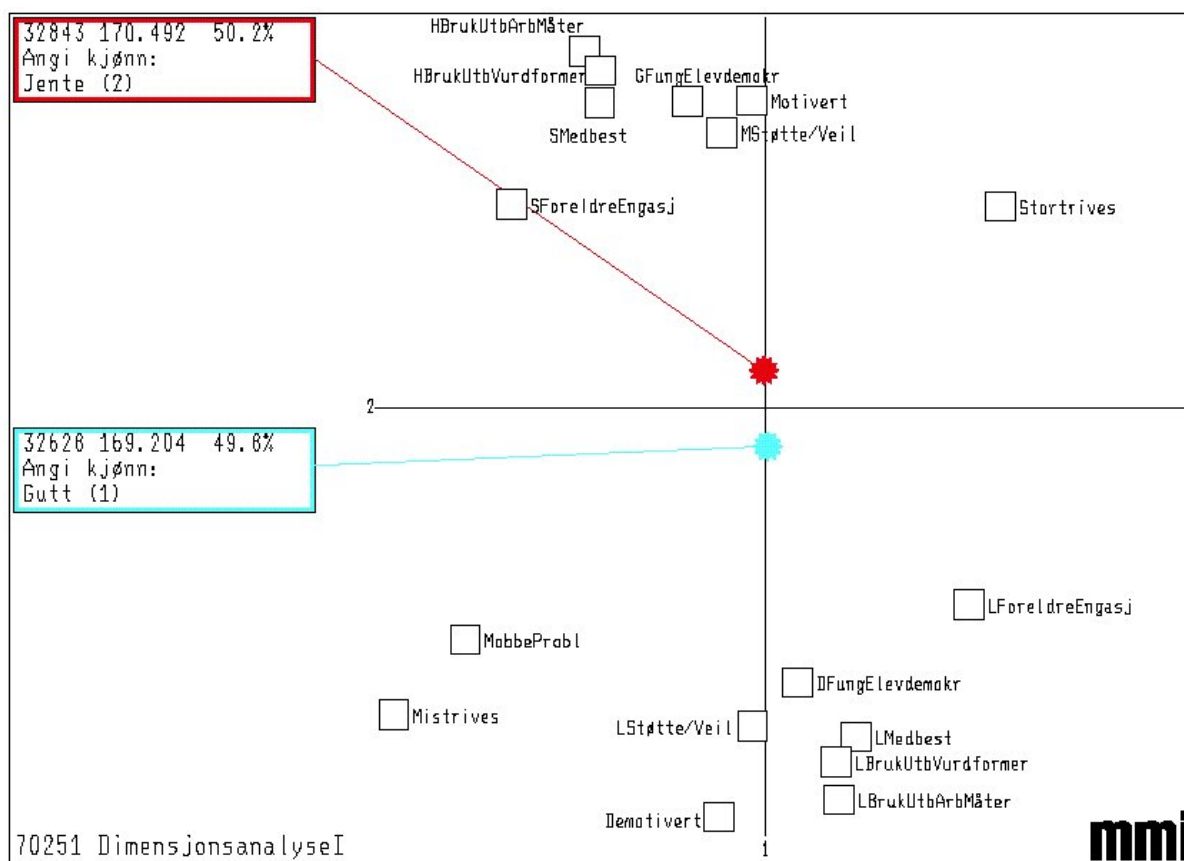 32843 170.492 50.2%
Angi kjønn:
Jente (2)
HBrukUtbArbMåter
HBrukUtbVurdformer
GFungElevdemokr
Motivert
SMedbest
MStøtte/Veil
SForeldreEngasj
Stortrives
2
32628 169.204 49.8%
Angi kjønn:
Gutt (1)
LForeldreEngasj
MobbeProbl
DFungElevdemokr
Mistrives
LStøtte/Veil
LMedbest
LBrukUtbVurdformer
LBrukUtbArbMåter
Demotivert
70251 DimensjonsanalyseI
1
mmi